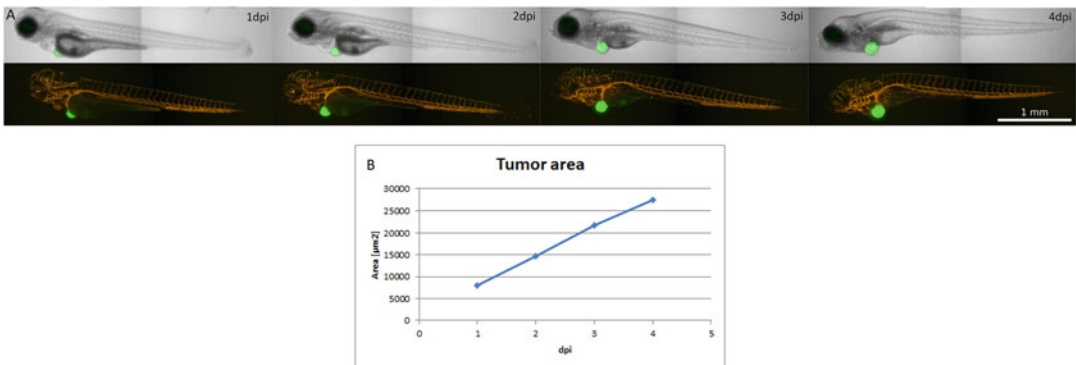 A
1dpi
2dpi
3dpi
4dpi
1 mm
B
Tumor area
Area [µm2]
30000
25000
20000
15000
10000
5000
0
0 1 2 3 4 5
dpi